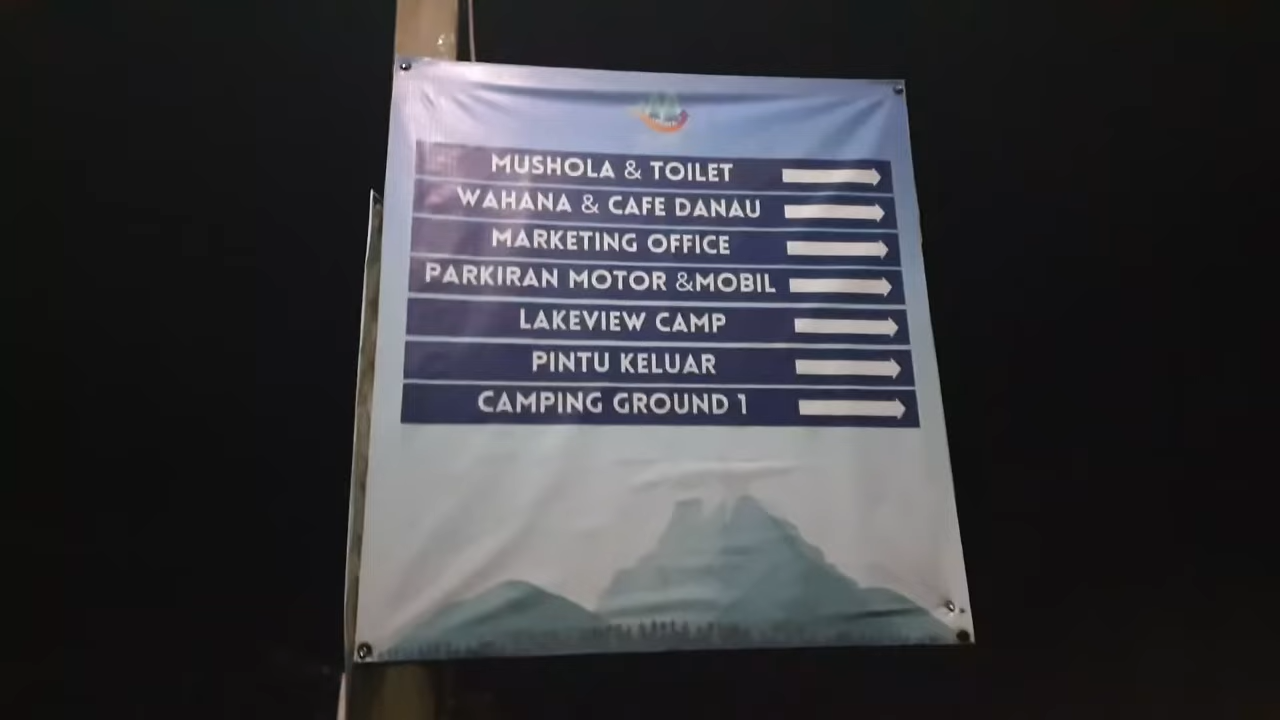 MUSHOLA & TOILET
WAHANA & CAFE DANAU
MARKETING OFFICE
PARKIRAN MOTOR &MOBIL
LAKEVIEW CAMP
PINTU KELUAR
CAMPING GROUND 1